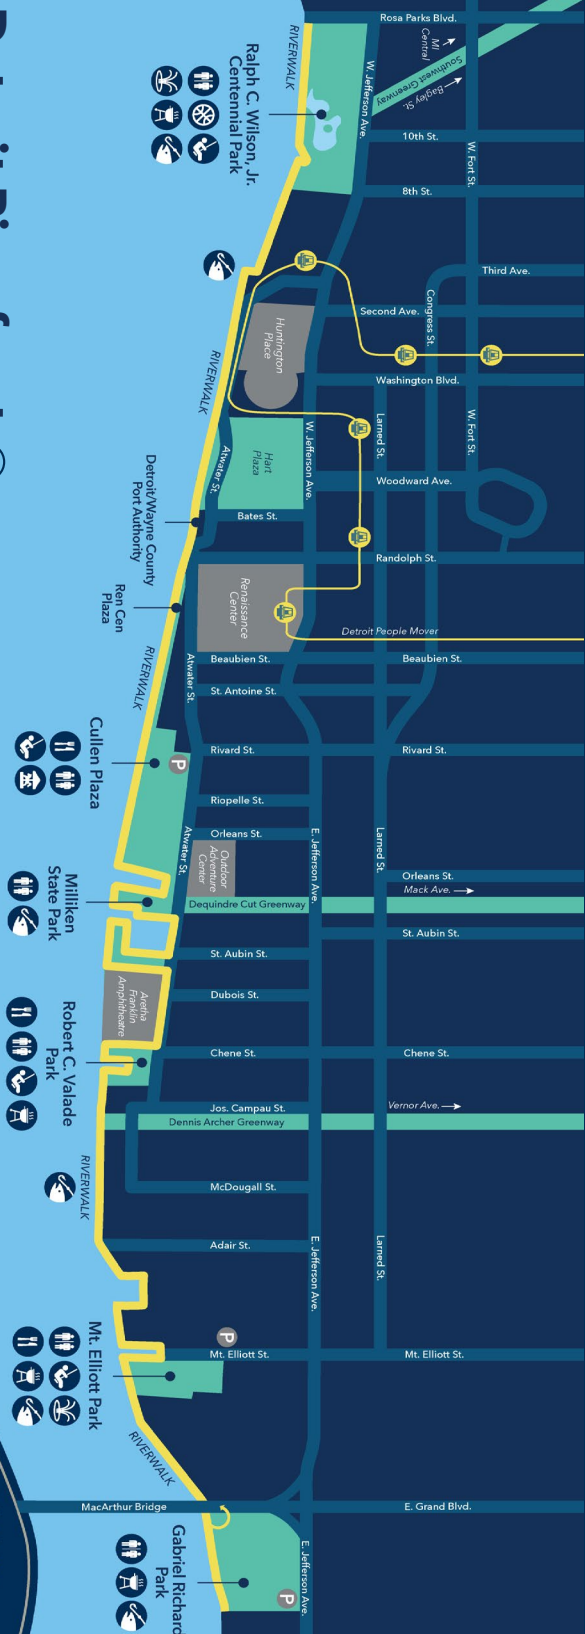 Rosa Parks Blvd.
MI
Central
Southwest Greenway
Bagley St.
RIVERWALK
W. Jefferson Ave.
Ralph C. Wilson, Jr.
Centennial Park
10th St.
W. Fort St.
8th St.
Third Ave.
Congress St.
Second Ave.
Huntington
Place
RIVERWALK
Washington Blvd.
Larned St.
W. Fort St.
W. Jefferson Ave.
Hart
Plaza
Atwater St.
Woodward Ave.
Bates St.
Detroit/Wayne County
Port Authority
Randolph St.
Renaissance
Center
Ren Cen
Plaza
Detroit People Mover
Beaubien St.
Beaubien St.
Atwater St.
RIVERWALK
St. Antoine St.
Cullen Plaza
P
Rivard St.
Rivard St.
Riopelle St.
Orleans St.
Atwater St.
E. Jefferson Ave.
Larned St.
Outdoor
Adventure
Center
Orleans St.
Mack Ave.
Milliken
State Park
Dequindre Cut Greenway
St. Aubin St.
St. Aubin St.
Aretha
Franklin
Amphitheatre
Dubois St.
Robert C. Valade
Park
Chene St.
Chene St.
Jos. Campau St.
Vernor Ave.
Dennis Archer Greenway
RIVERWALK
McDougall St.
Adair St.
E. Jefferson Ave.
Larned St.
P
Mt. Elliott St.
Mt. Elliott St.
Mt. Elliott Park
RIVERWALK
MacArthur Bridge
E. Grand Blvd.
Gabriel Richard
Park
P
E. Jefferson Ave.